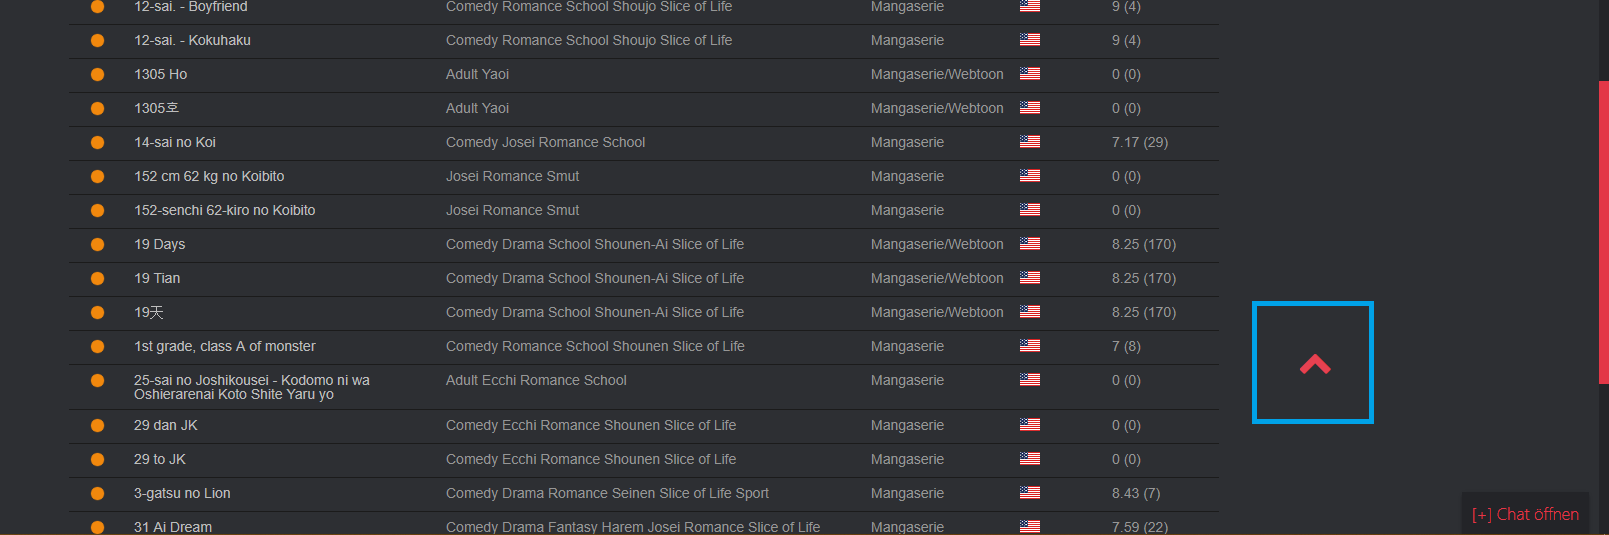 12-sai. - Boyfriend Comedy Romance School Shoujo Slice of Life Mangaserie 9 (4)
12-sai. - Kokuhaku Comedy Romance School Shoujo Slice of Life Mangaserie 9 (4)
1305 Ho Adult Yaoi Mangaserie/Webtoon 0 (0)
1305호 Adult Yaoi Mangaserie/Webtoon 0 (0)
14-sai no Koi Comedy Josei Romance School Mangaserie 7.17 (29)
152 cm 62 kg no Koibito Josei Romance Smut Mangaserie 0 (0)
152-senchi 62-kiro no Koibito Josei Romance Smut Mangaserie 0 (0)
19 Days Comedy Drama School Shounen-Ai Slice of Life Mangaserie/Webtoon 8.25 (170)
19 Tian Comedy Drama School Shounen-Ai Slice of Life Mangaserie/Webtoon 8.25 (170)
19天 Comedy Drama School Shounen-Ai Slice of Life Mangaserie/Webtoon 8.25 (170)
1st grade, class A of monster Comedy Romance School Shounen Slice of Life Mangaserie 7 (8)
25-sai no Joshikousei - Kodomo ni wa Adult Ecchi Romance School Mangaserie 0 (0)
Oshierarenai Koto Shite Yaru yo
29 dan JK Comedy Ecchi Romance Shounen Slice of Life Mangaserie 0 (0)
29 to JK Comedy Ecchi Romance Shounen Slice of Life Mangaserie 0 (0)
3-gatsu no Lion Comedy Drama Romance Seinen Slice of Life Sport Mangaserie 8.43 (7)
31 Ai Dream Comedy Drama Fantasy Harem Josei Romance Slice of Life Mangaserie 7.59 (22)
[+] Chat öffnen